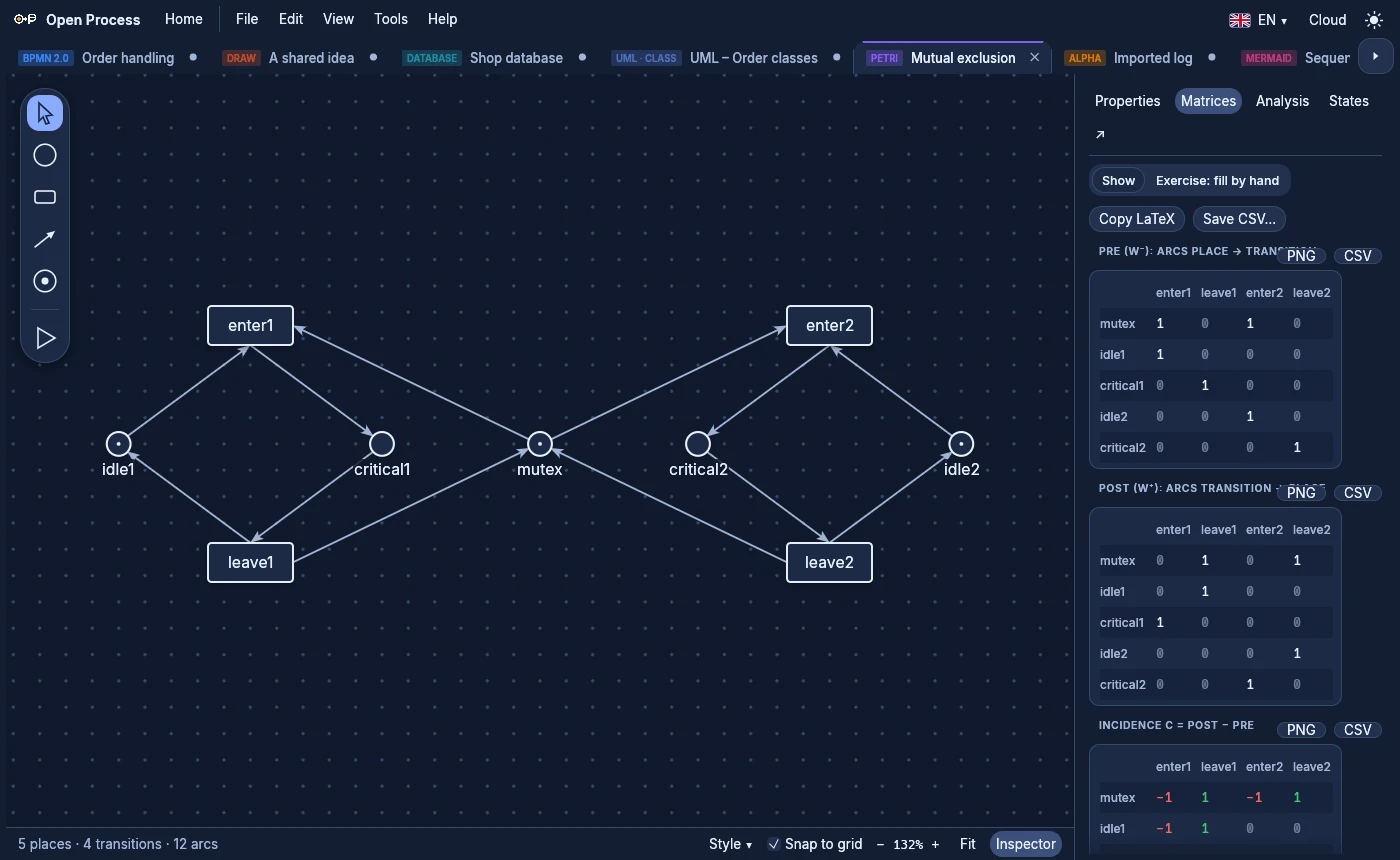 Open Process Home File Edit View Tools Help EN ▾ Cloud
BPMN 2.0 Order handling DRAW A shared idea DATABASE Shop database UML · CLASS UML – Order classes PETRI Mutual exclusion ALPHA Imported log MERMAID Sequer
Properties Matrices Analysis States
Show Exercise: fill by hand
Copy LaTeX Save CSV...
PRE (W⁻): ARCS PLACE → PNG CSV
enter1 leave1 enter2 leave2
mutex 1 0 1 0
idle1 1 0 0 0
critical1 0 1 0 0
idle2 0 0 1 0
critical2 0 0 0 1
POST (W⁺): ARCS TRANSITION PNG CSV
enter1 leave1 enter2 leave2
mutex 0 1 0 1
idle1 0 1 0 0
critical1 1 0 0 0
idle2 0 0 0 1
critical2 0 0 1 0
INCIDENCE C = POST − PRE PNG CSV
enter1 leave1 enter2 leave2
mutex −1 1 −1 1
idle1 −1 1 0 0
enter1 enter2
idle1 critical1 mutex critical2 idle2
leave1 leave2
5 places · 4 transitions · 12 arcs Style ▾ Snap to grid − 132% + Fit Inspector